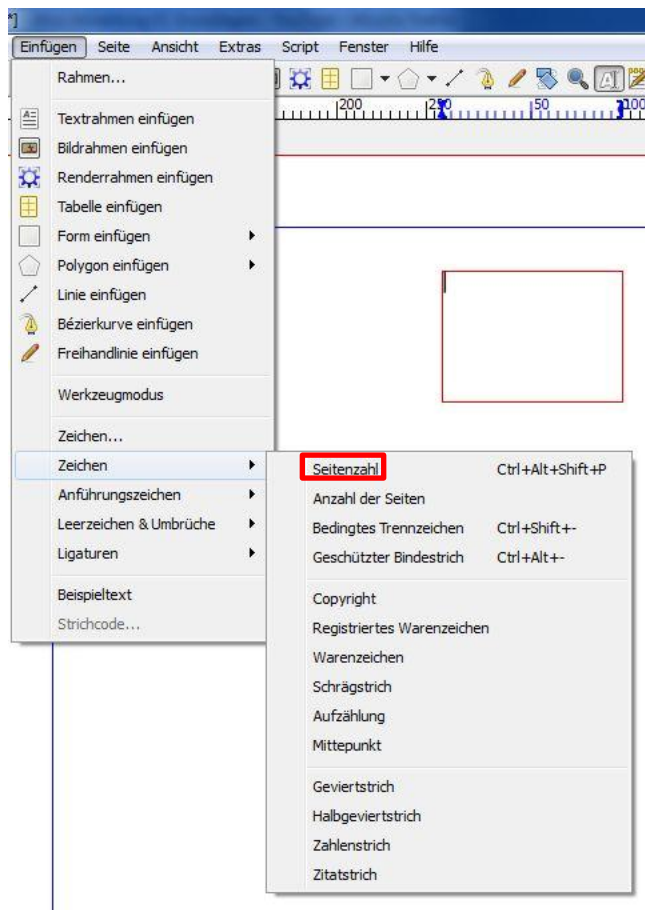 *]
Einfügen Seite Ansicht Extras Script Fenster Hilfe
Rahmen...
200 250 50 100
Textrahmen einfügen
Bildrahmen einfügen
Renderrahmen einfügen
Tabelle einfügen
Form einfügen
Polygon einfügen
Linie einfügen
Bézierkurve einfügen
Freihandlinie einfügen
Werkzeugmodus
Zeichen...
Zeichen
Anführungszeichen
Leerzeichen & Umbrüche
Ligaturen
Beispieltext
Strichcode...
Seitenzahl Ctrl+Alt+Shift+P
Anzahl der Seiten
Bedingtes Trennzeichen Ctrl+Shift+-
Geschützter Bindestrich Ctrl+Alt+-
Copyright
Registriertes Warenzeichen
Warenzeichen
Schrägstrich
Aufzählung
Mittepunkt
Geviertstrich
Halbgeviertstrich
Zahlenstrich
Zitatstrich